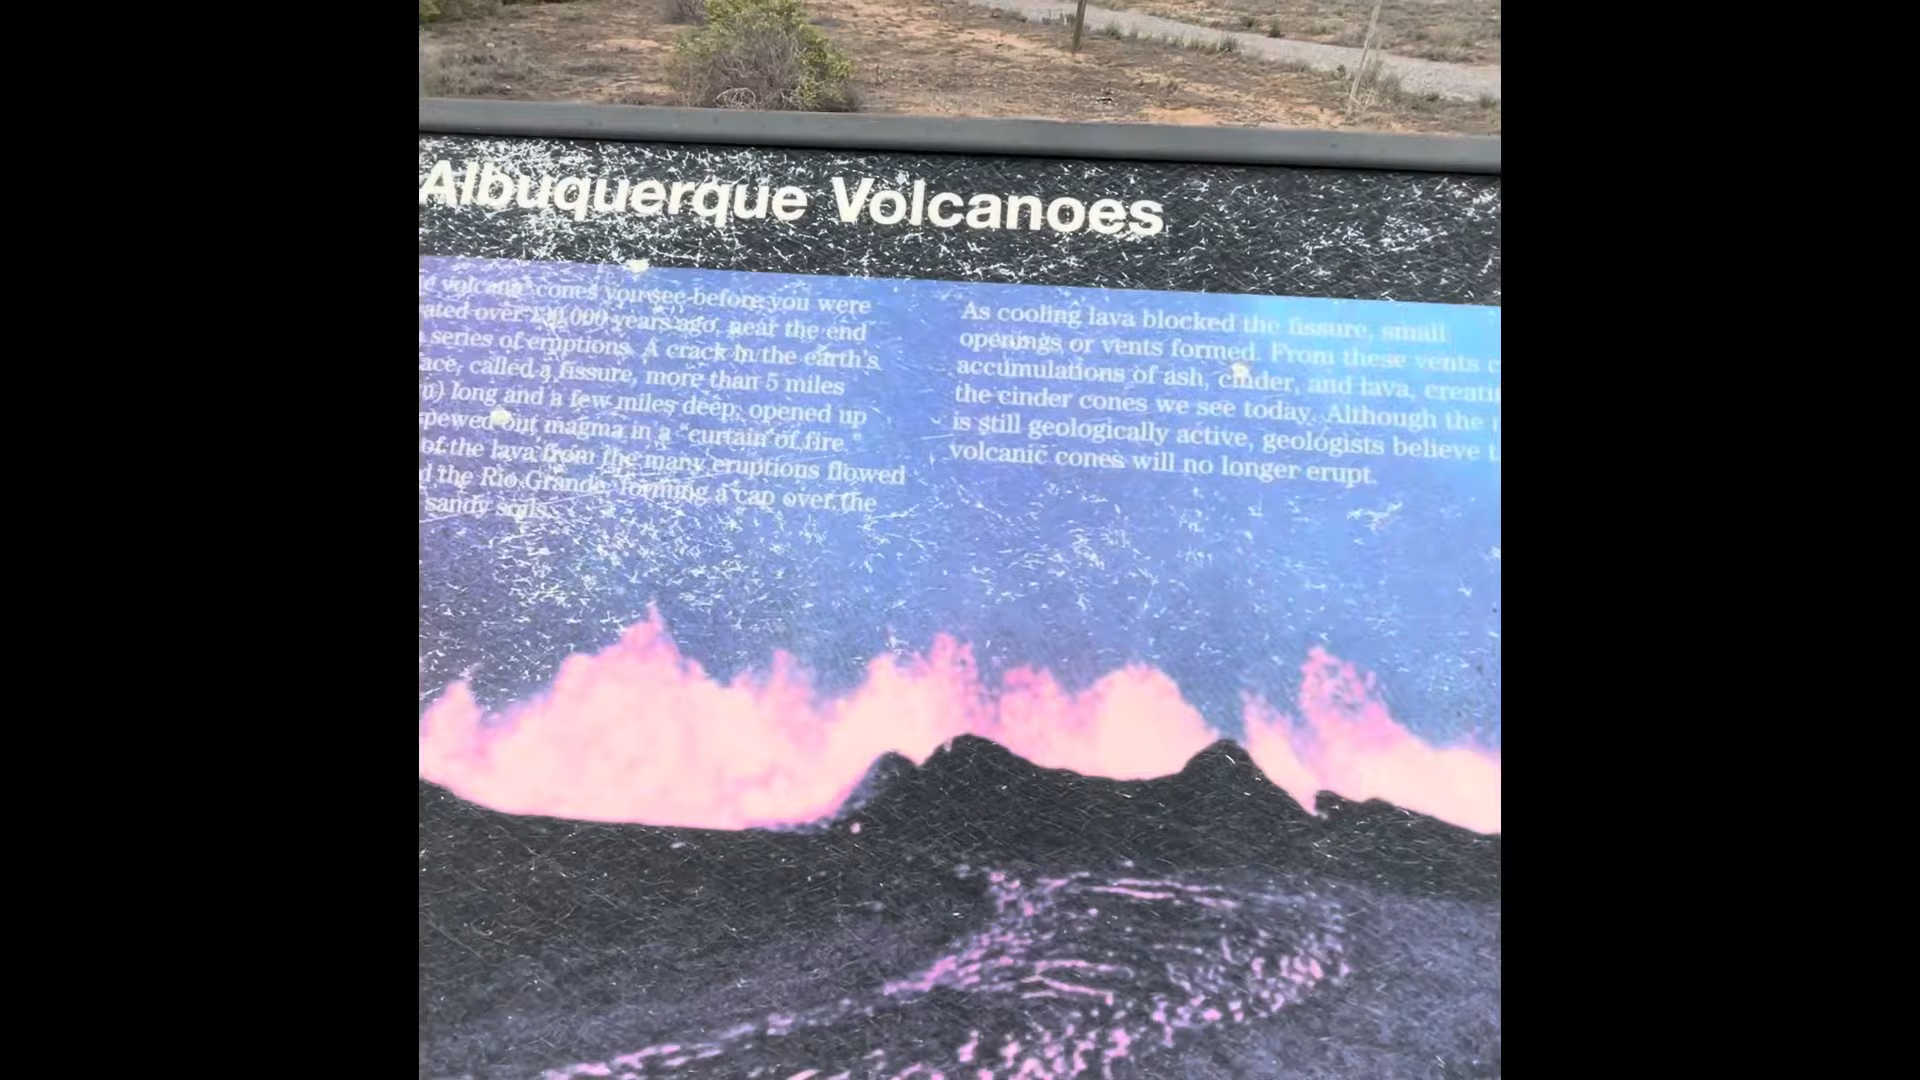 Albuquerque Volcanoes
e volcanic cones you see before you were
ated over 000 years ago, near the end
series of eruptions. A crack in the earth's
ace, called a fissure, more than 5 miles
) long and a few miles deep, opened up
spewed out magma in a "curtain of fire."
of the lava from the many eruptions flowed
d the Rio Grande, forming a cap over the
sandy soils.
As cooling lava blocked the fissure, small
openings or vents formed. From these vents c
accumulations of ash, cinder, and lava, creati
the cinder cones we see today. Although the
is still geologically active, geologists believe t
volcanic cones will no longer erupt.